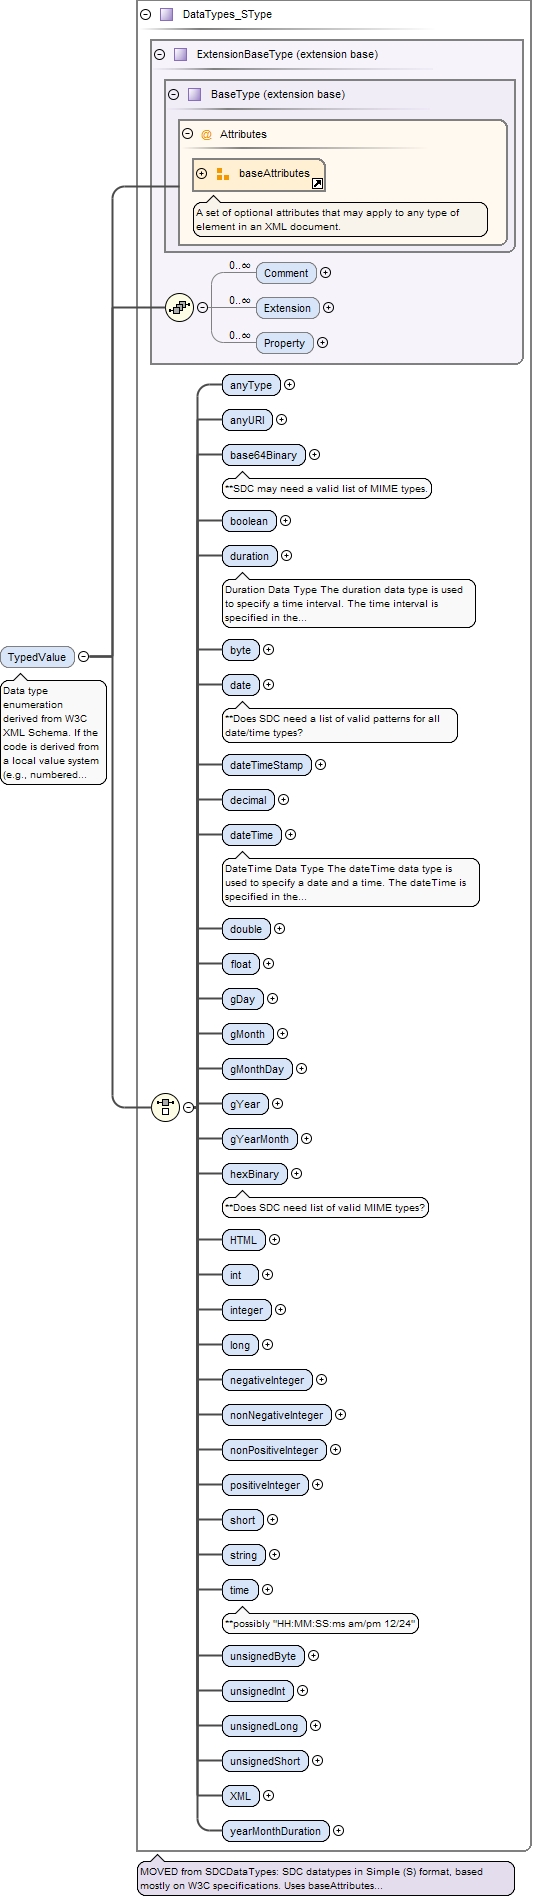 DataTypes_SType
ExtensionBaseType (extension base)
BaseType (extension base)
@ Attributes
baseAttributes
A set of optional attributes that may apply to any type of
element in an XML document.
0..∞
Comment
0..∞
Extension
0..∞
Property
anyType
anyURI
base64Binary
**SDC may need a valid list of MIME types.
boolean
duration
Duration Data Type The duration data type is used
to specify a time interval. The time interval is
specified in the...
TypedValue
Data type
enumeration
derived from W3C
XML Schema. If the
code is derived from
a local value system
(e.g., numbered...
byte
date
**Does SDC need a list of valid patterns for all
date/time types?
dateTimeStamp
decimal
dateTime
DateTime Data Type The dateTime data type is
used to specify a date and a time. The dateTime is
specified in the...
double
float
gDay
gMonth
gMonthDay
gYear
gYearMonth
hexBinary
**Does SDC need list of valid MIME types?
HTML
int
integer
long
negativeInteger
nonNegativeInteger
nonPositiveInteger
positiveInteger
short
string
time
**possibly "HH:MM:SS:ms am/pm 12/24"
unsignedByte
unsignedInt
unsignedLong
unsignedShort
XML
yearMonthDuration
MOVED from SDCDataTypes: SDC datatypes in Simple (S) format, based
mostly on W3C specifications. Uses baseAttributes...